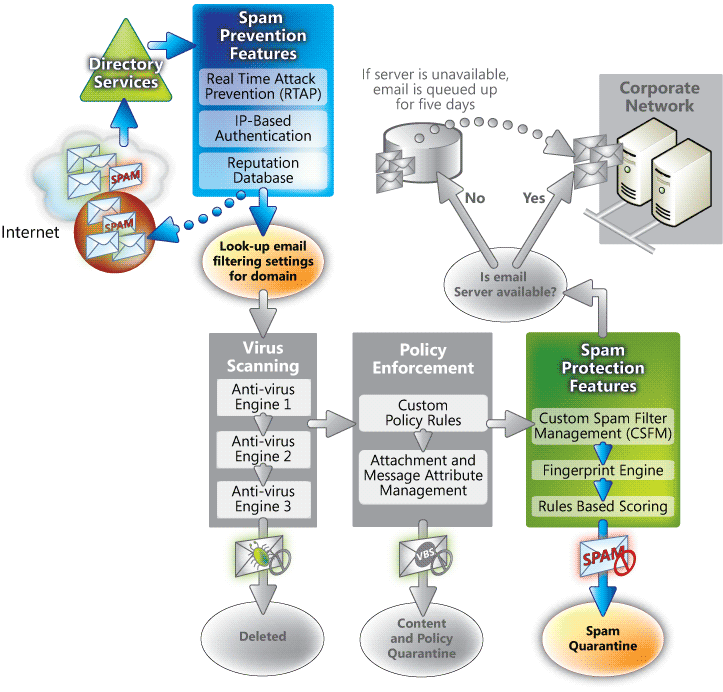 Spam
Prevention
Features
Real Time Attack
Prevention (RTAP)
IP-Based
Authentication
Reputation
Database
Directory
Services
SPAM
SPAM
Internet
Look-up email
filtering settings
for domain
If server is unavailable,
email is queued up
for five days
Corporate
Network
No
Yes
Is email
Server available?
Virus
Scanning
Anti-virus
Engine 1
Anti-virus
Engine 2
Anti-virus
Engine 3
Policy
Enforcement
Custom
Policy Rules
Attachment and
Message Attribute
Management
Spam
Protection
Features
Custom Spam Filter
Management (CSFM)
Fingerprint Engine
Rules Based Scoring
VBS
SPAM
Deleted
Content
and Policy
Quarantine
Spam
Quarantine